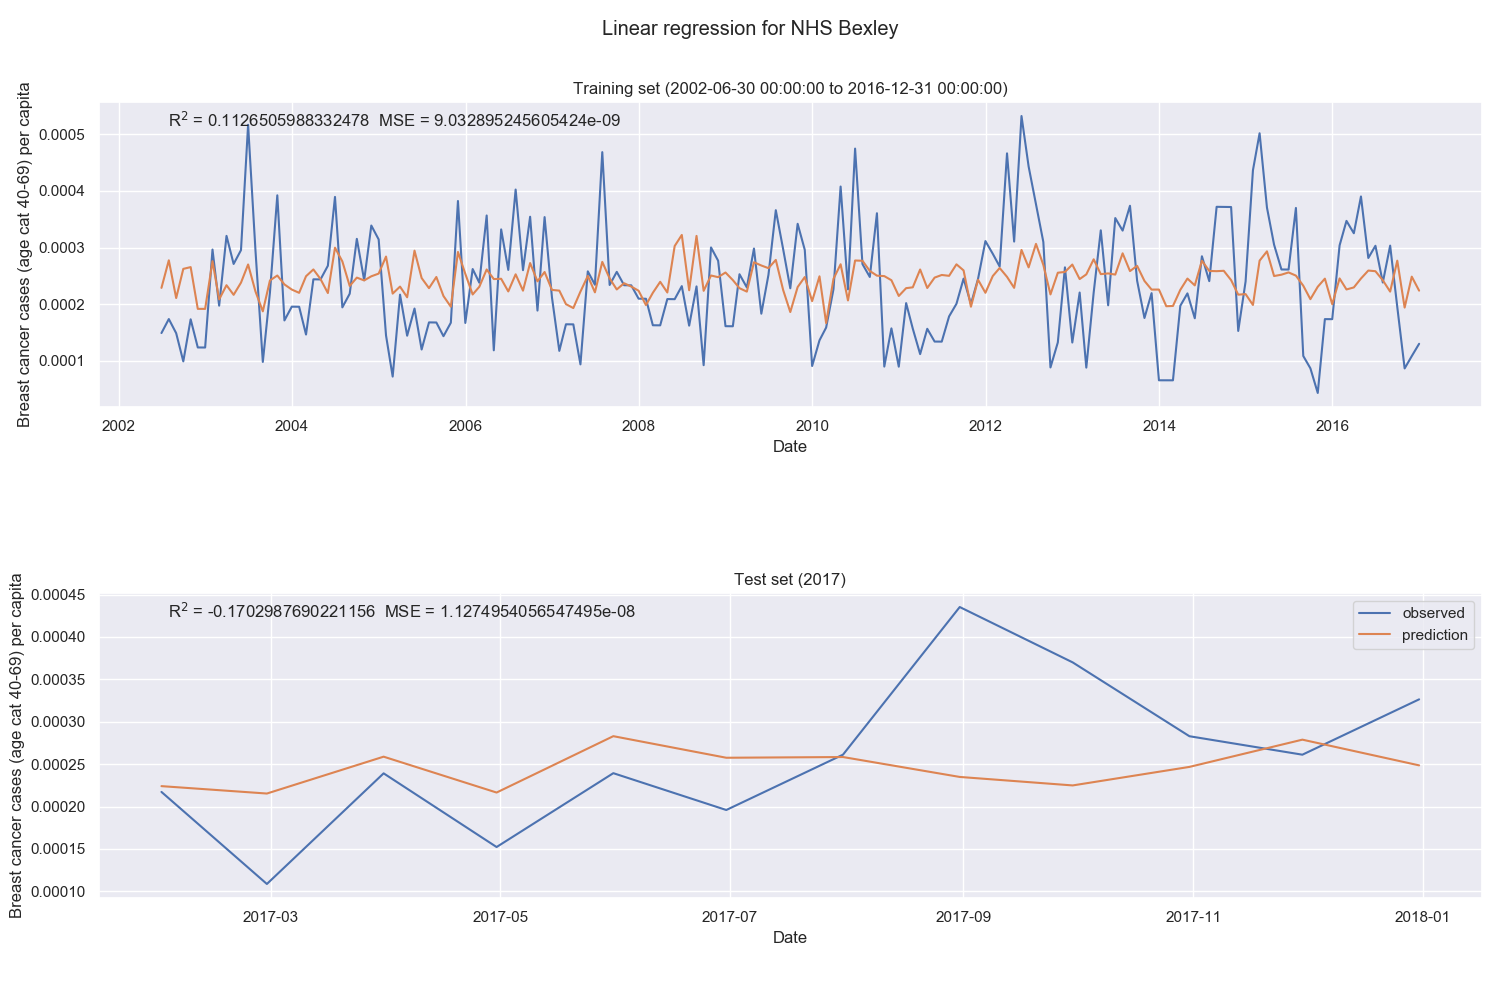 Linear regression for NHS Bexley
Training set (2002-06-30 00:00:00 to 2016-12-31 00:00:00)
R² = 0.1126505988332478  MSE = 9.032895245605424e-09
Breast cancer cases (age cat 40-69) per capita
0.0005
0.0004
0.0003
0.0002
0.0001
2002 2004 2006 2008 2010 2012 2014 2016
Date
Test set (2017)
R² = -0.1702987690221156  MSE = 1.1274954056547495e-08
observed
prediction
Breast cancer cases (age cat 40-69) per capita
0.00045
0.00040
0.00035
0.00030
0.00025
0.00020
0.00015
0.00010
2017-03 2017-05 2017-07 2017-09 2017-11 2018-01
Date